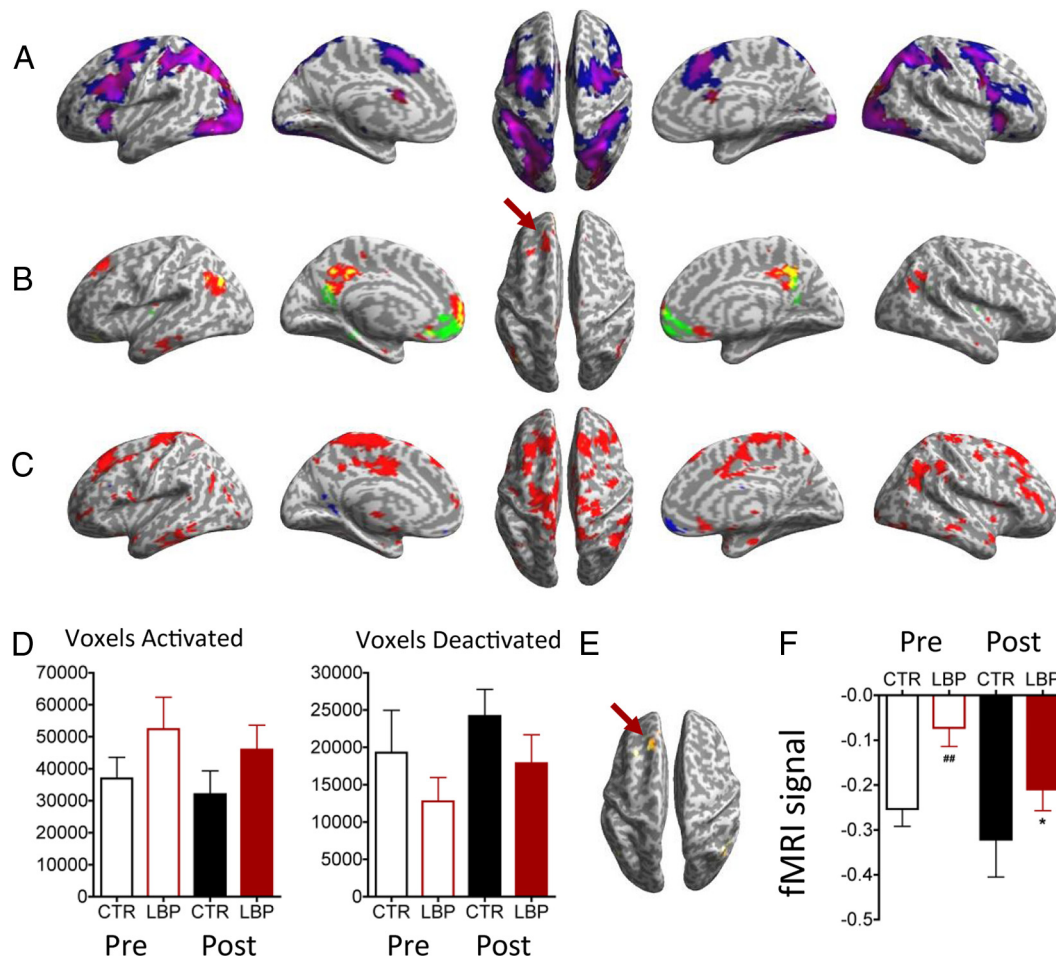 A
B
C
D
Voxels Activated
70000
60000
50000
40000
30000
20000
10000
0
CTR LBP CTR LBP
Pre Post
Voxels Deactivated
30000
25000
20000
15000
10000
5000
0
CTR LBP CTR LBP
Pre Post
E
F
Pre Post
CTR LBP CTR LBP
fMRI signal
-0.0
-0.1
-0.2
-0.3
-0.4
-0.5
##
*